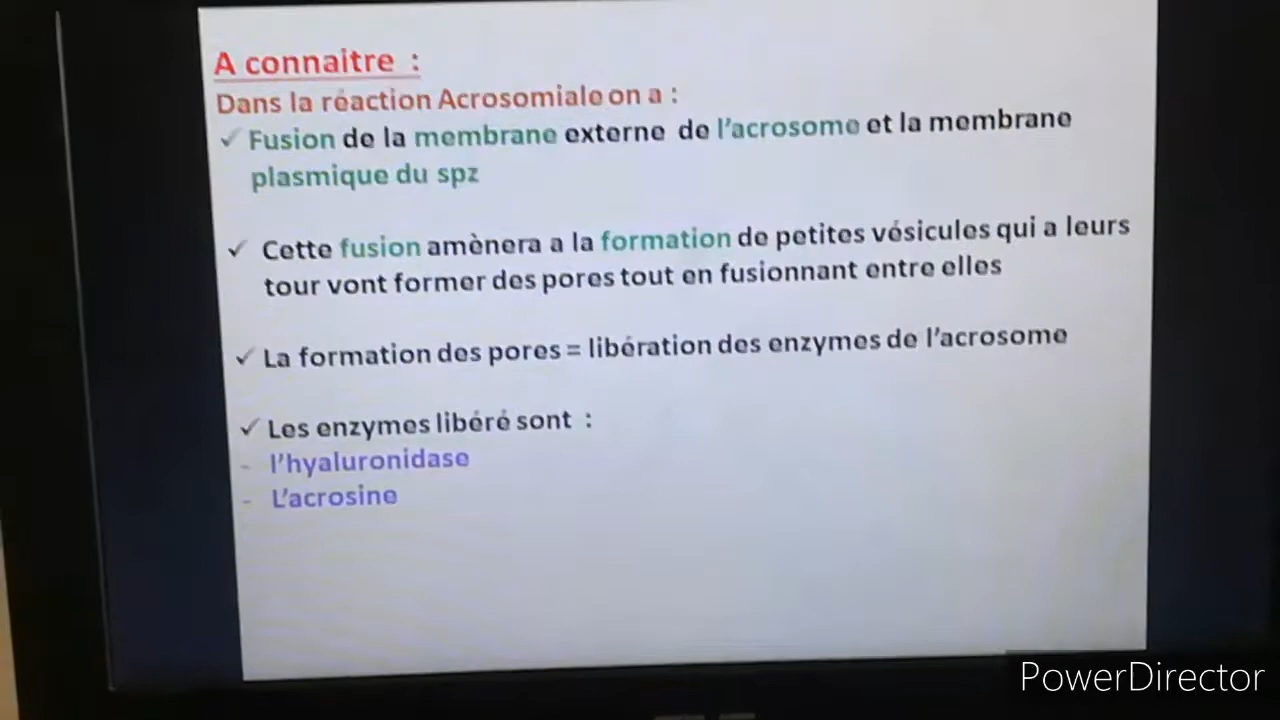 A connaitre :
Dans la réaction Acrosomiale on a :
✓ Fusion de la membrane externe de l'acrosome et la membrane
plasmique du spz
✓ Cette fusion amènera a la formation de petites vésicules qui a leurs
tour vont former des pores tout en fusionnant entre elles
✓ La formation des pores = libération des enzymes de l'acrosome
✓ Les enzymes libéré sont :
- l'hyaluronidase
- L'acrosine
PowerDirector